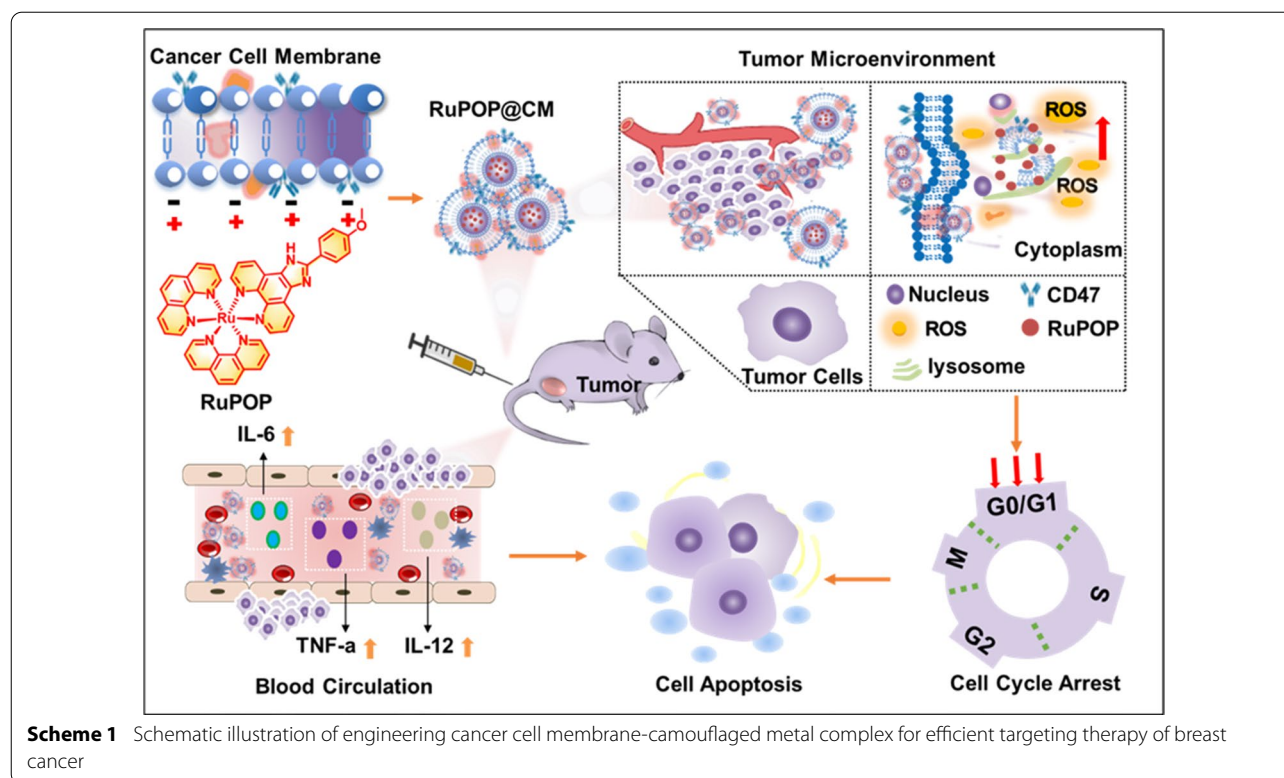 Cancer Cell Membrane
RuPOP@CM
Tumor Microenvironment
ROS
ROS
Cytoplasm
- - - -
+ + + +
H
N
N
O
N
N
N
N
N
N
N
Ru
RuPOP
Nucleus
CD47
ROS
RuPOP
lysosome
Tumor Cells
Tumor
IL-6
TNF-a
IL-12
Blood Circulation
Cell Apoptosis
G0/G1
M
S
G2
Cell Cycle Arrest
Scheme 1 Schematic illustration of engineering cancer cell membrane-camouflaged metal complex for efficient targeting therapy of breast
cancer